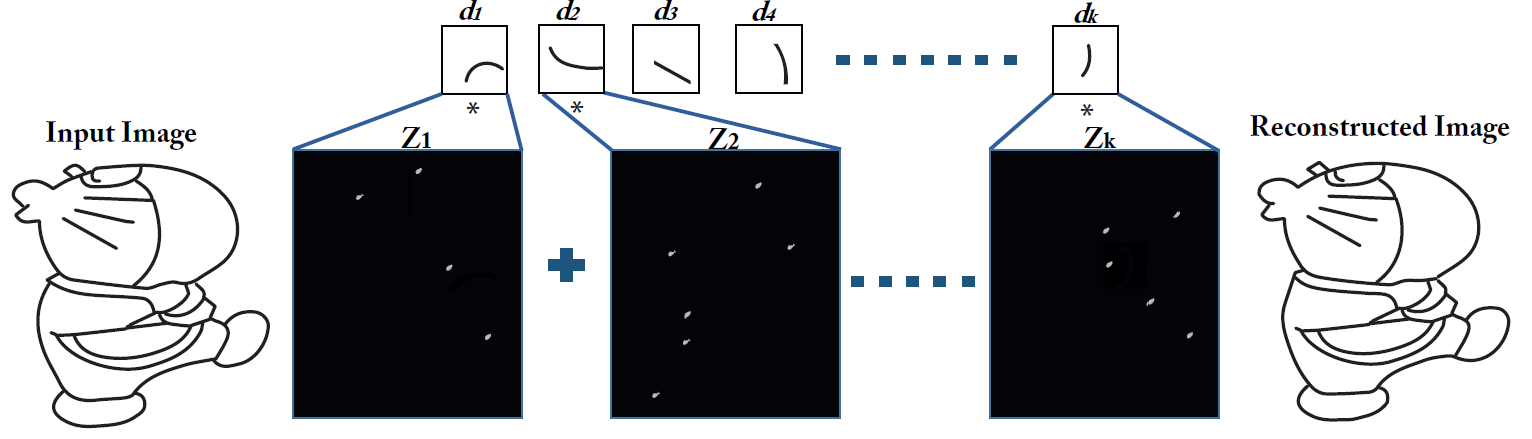 d1 d2 d3 d4 dk
* * *
Input Image Z1 Z2 Zk Reconstructed Image